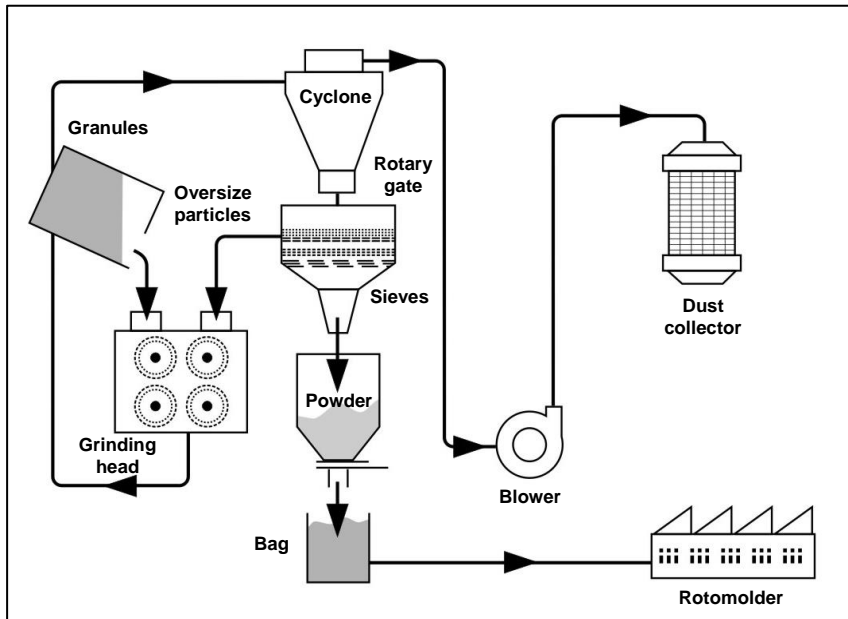 Cyclone
Granules
Rotary
gate
Oversize
particles
Sieves
Dust
collector
Powder
Grinding
head
Blower
Bag
Rotomolder